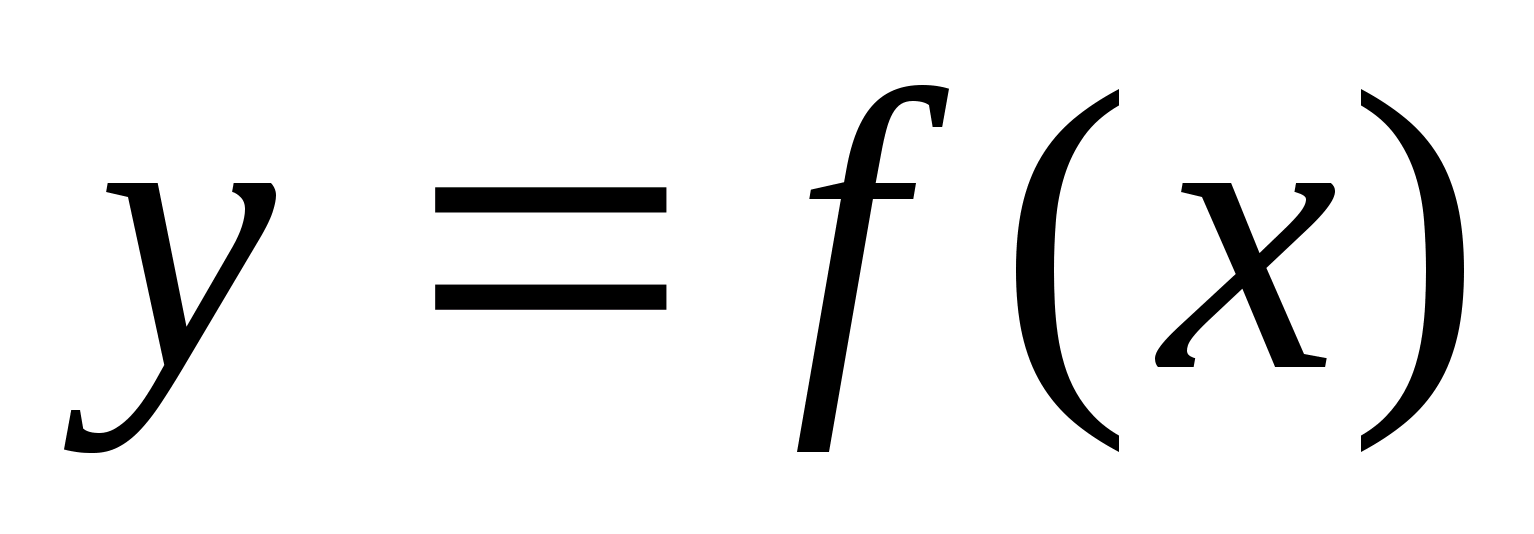 y = f(x)